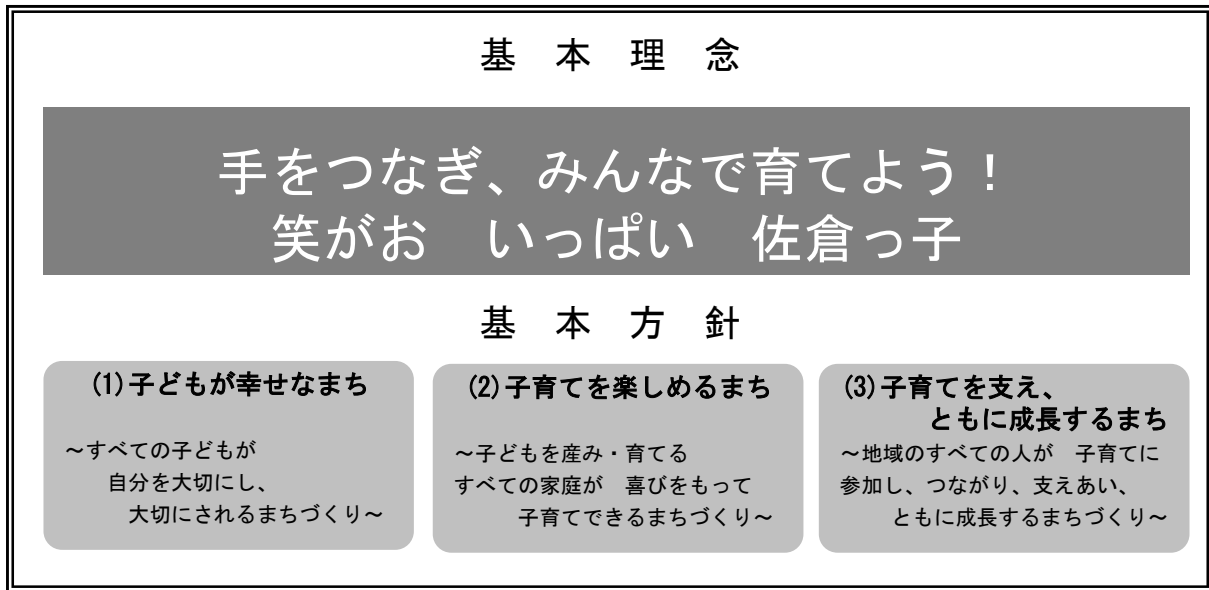 基　本　理　念
手をつなぎ、みんなで育てよう！
笑がお　いっぱい　佐倉っ子
基　本　方　針
(1)子どもが幸せなまち
～すべての子どもが
自分を大切にし、
大切にされるまちづくり～
(2)子育てを楽しめるまち
～子どもを産み・育てる
すべての家庭が　喜びをもって
子育てできるまちづくり～
(3)子育てを支え、
ともに成長するまち
～地域のすべての人が　子育てに
参加し、つながり、支えあい、
ともに成長するまちづくり～